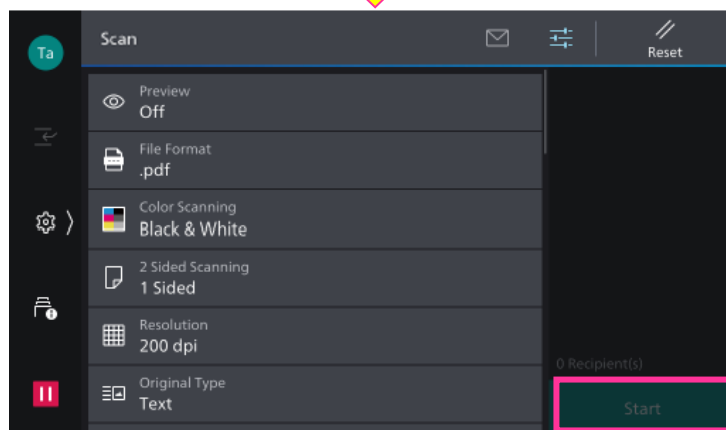 Ta
Scan
Reset
Preview
Off
File Format
.pdf
Color Scanning
Black & White
2 Sided Scanning
1 Sided
Resolution
200 dpi
Original Type
Text
0 Recipient(s)
Start